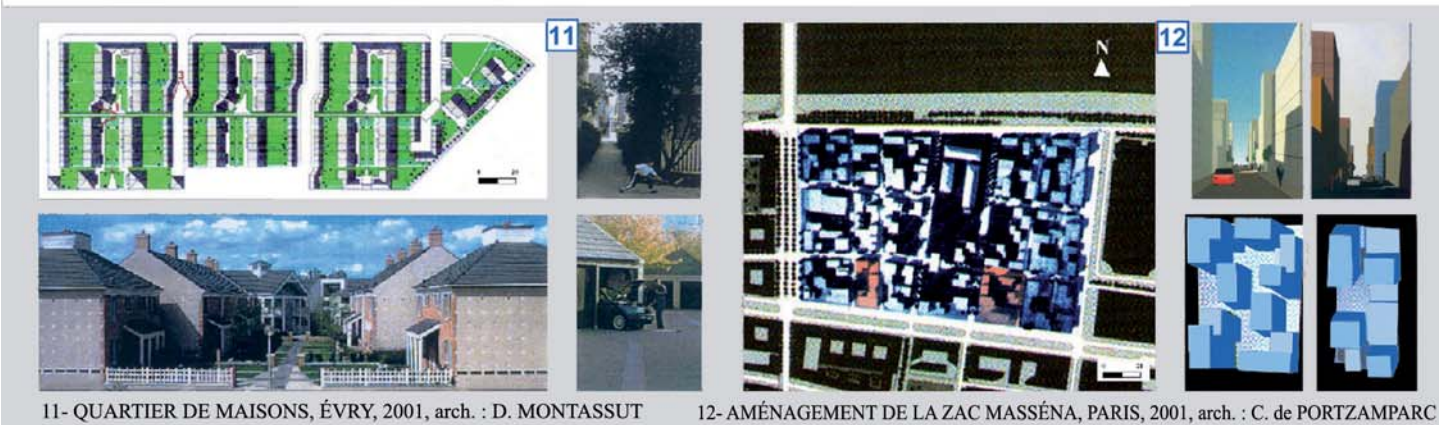 11
12
N
11- QUARTIER DE MAISONS, ÉVRY, 2001, arch. : D. MONTASSUT
12- AMÉNAGEMENT DE LA ZAC MASSÉNA, PARIS, 2001, arch. : C. de PORTZAMPARC